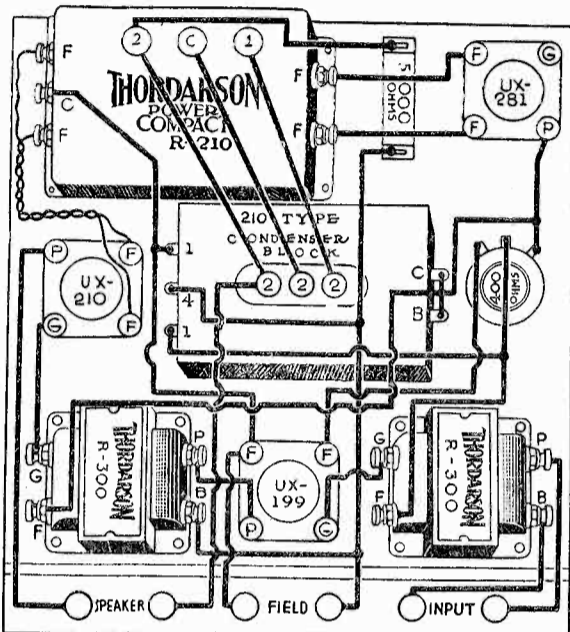 2 C 1
F
C
F
THORDARSON
POWER
COMPACT
R-210
F
F
5000
OHMS
F G
UX-
281
F P
210 TYPE
CONDENSER
BLOCK
1
4
1
2 2 2
C
B
400
OHMS
P F
UX-
210
G F
G
F
THORDARSON
R-300
P
B
F F
UX-
199
P G
G
F
THORDARSON
R-300
P
B
SPEAKER
FIELD
INPUT